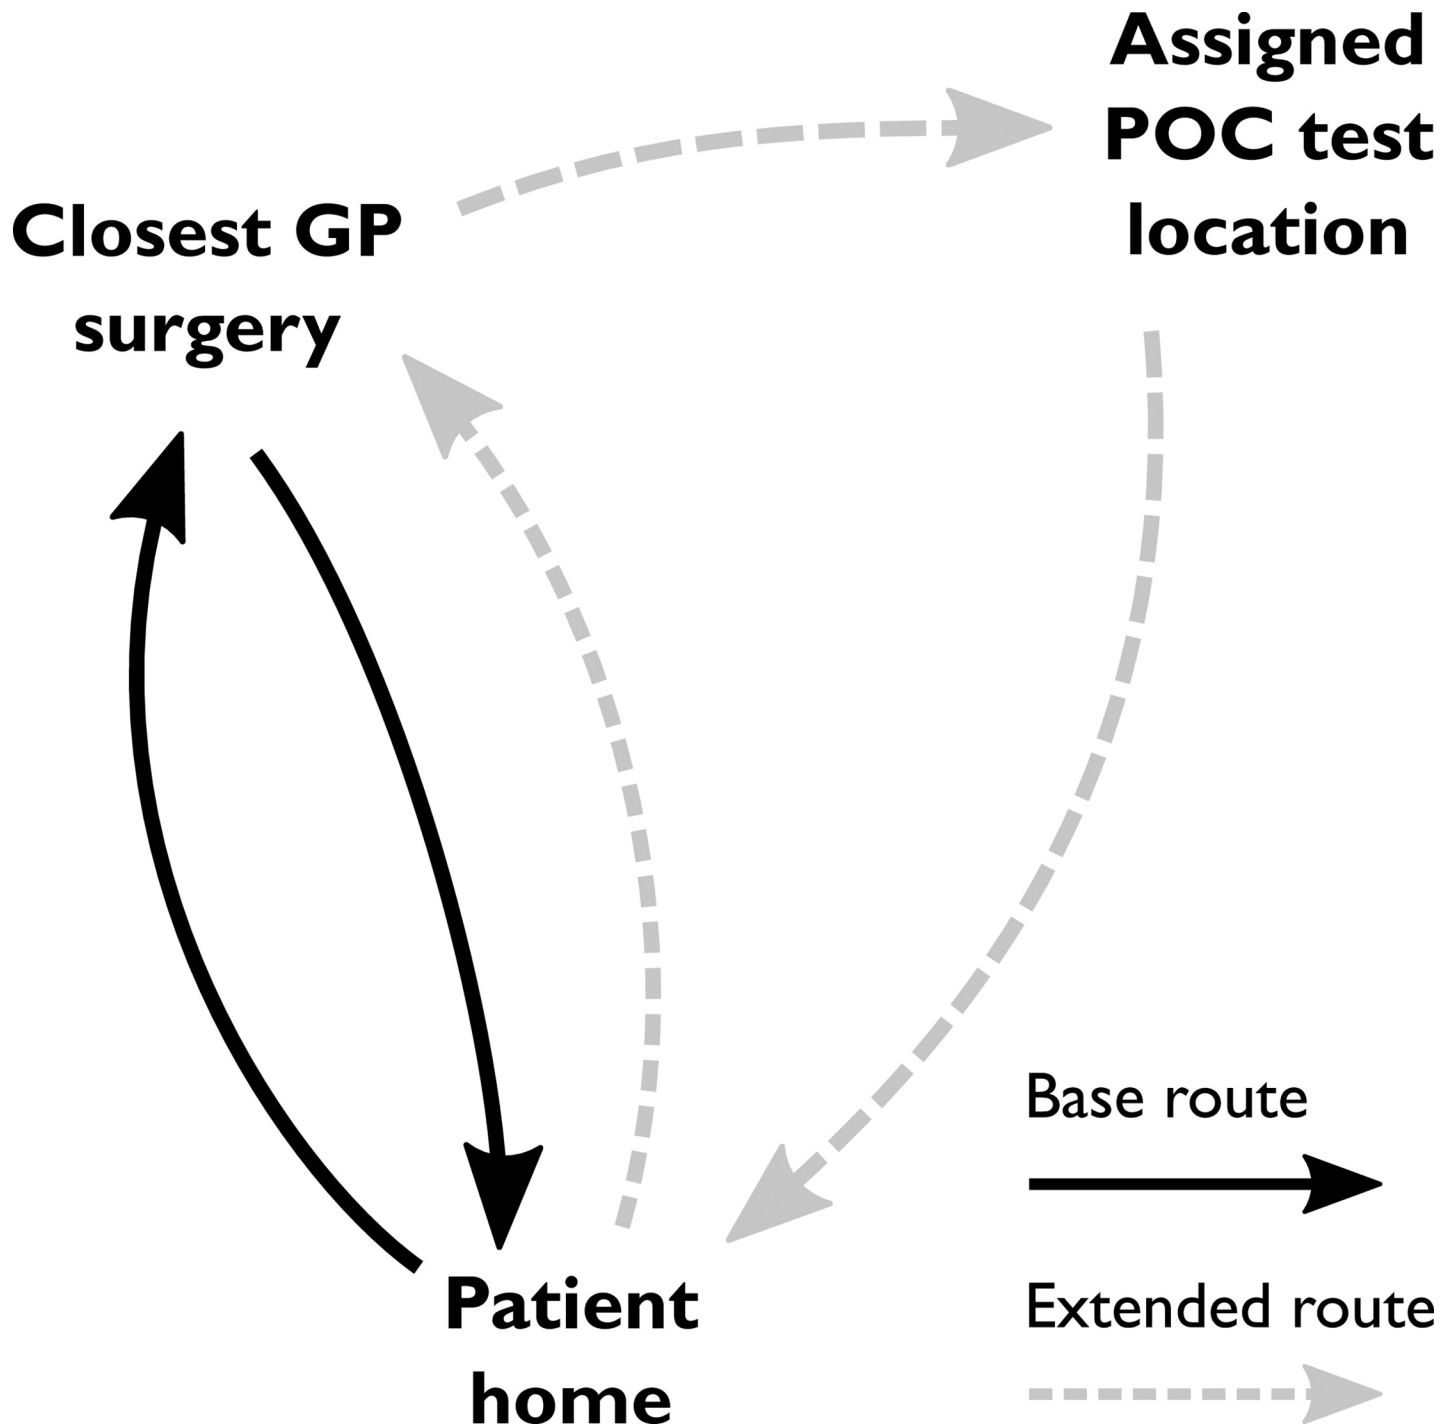 Assigned
POC test
location
Closest GP
surgery
Base route
Extended route
Patient
home